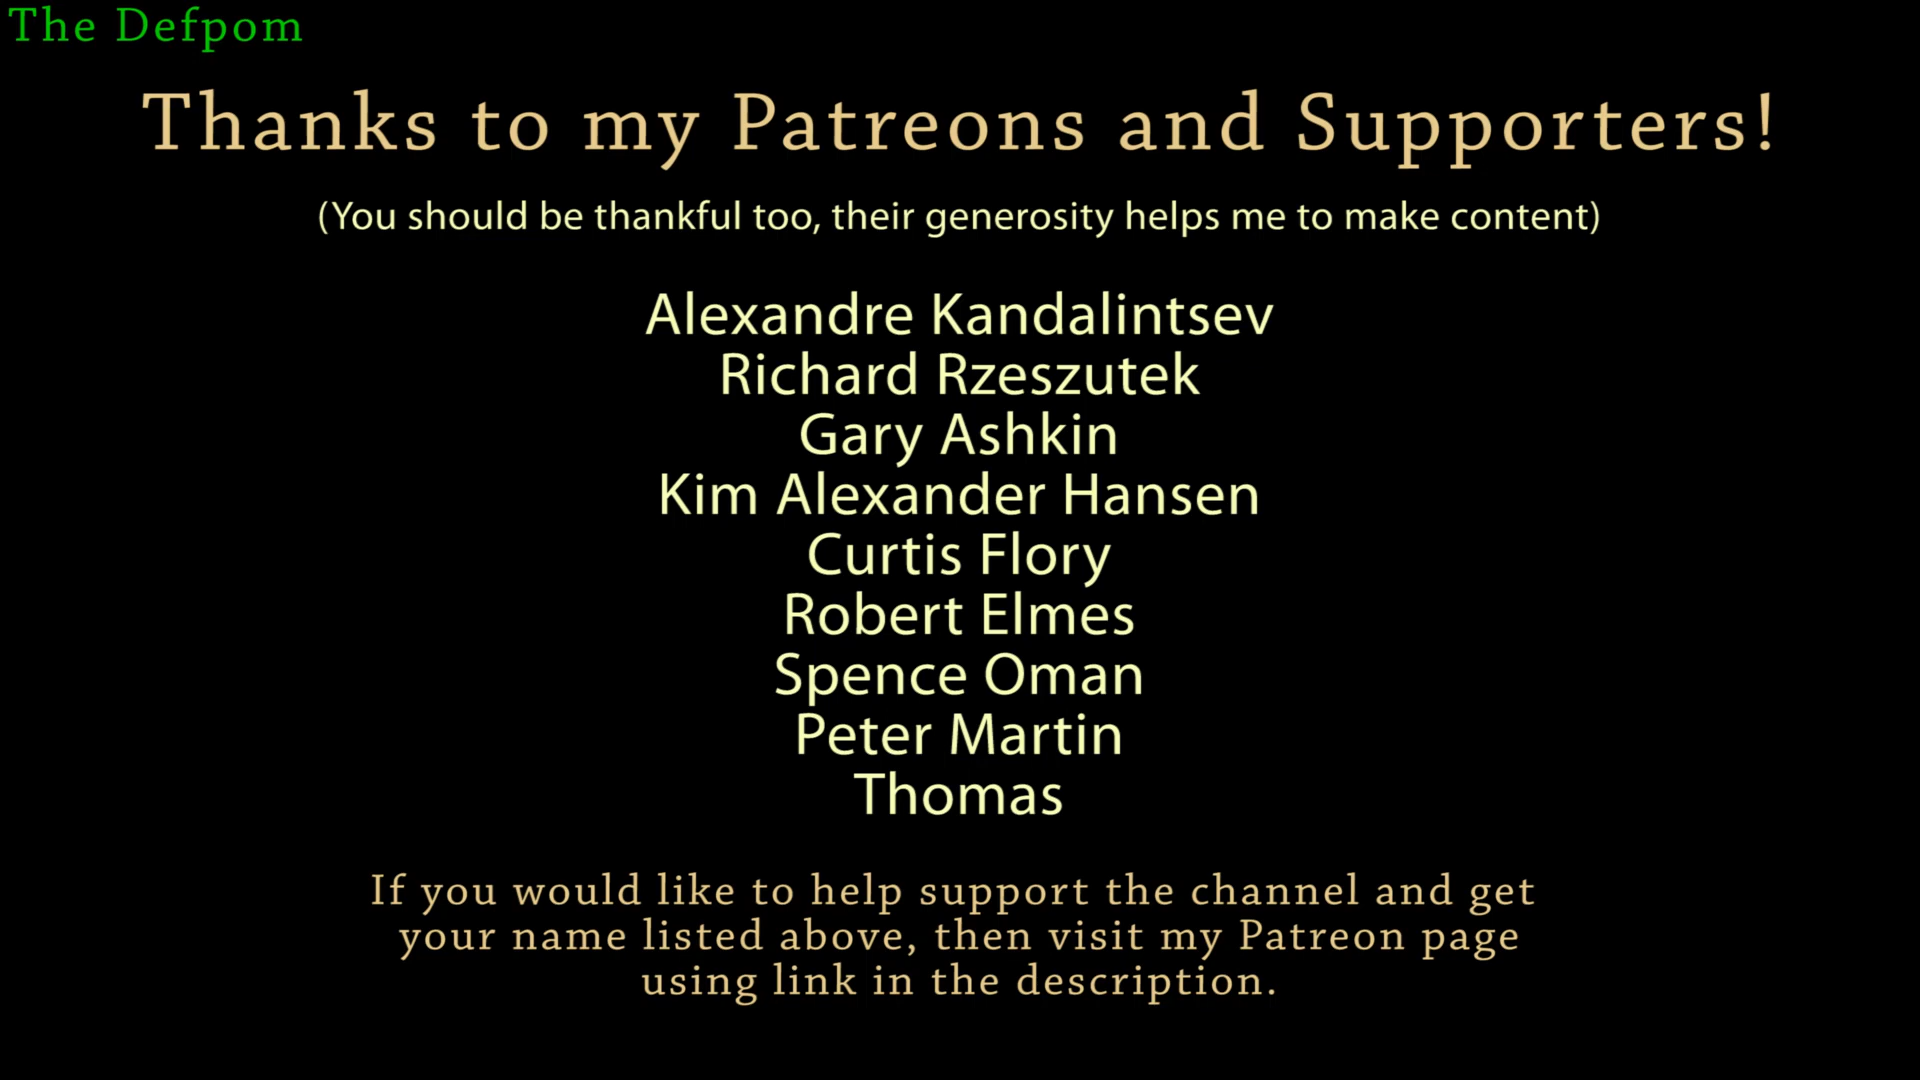 The Defpom
Thanks to my Patreons and Supporters!
(You should be thankful too, their generosity helps me to make content)
Alexandre Kandalintsev
Richard Rzeszutek
Gary Ashkin
Kim Alexander Hansen
Curtis Flory
Robert Elmes
Spence Oman
Peter Martin
Thomas
If you would like to help support the channel and get
your name listed above, then visit my Patreon page
using link in the description.